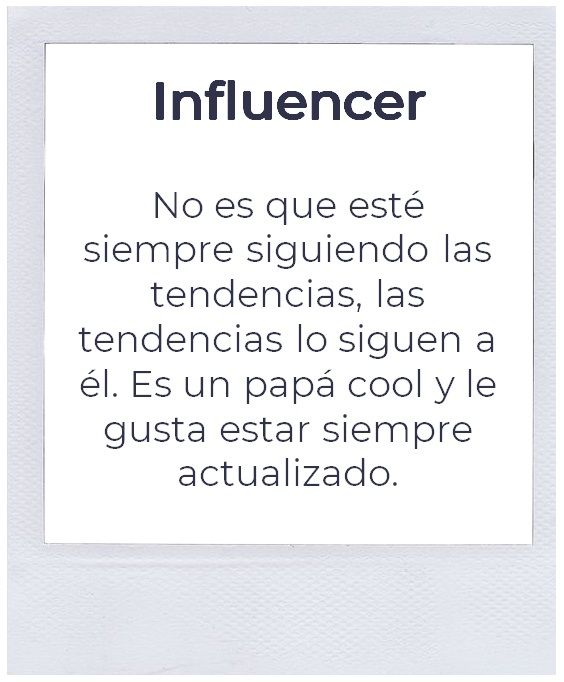 Influencer
No es que esté
siempre siguiendo las
tendencias, las
tendencias lo siguen a
él. Es un papá cool y le
gusta estar siempre
actualizado.